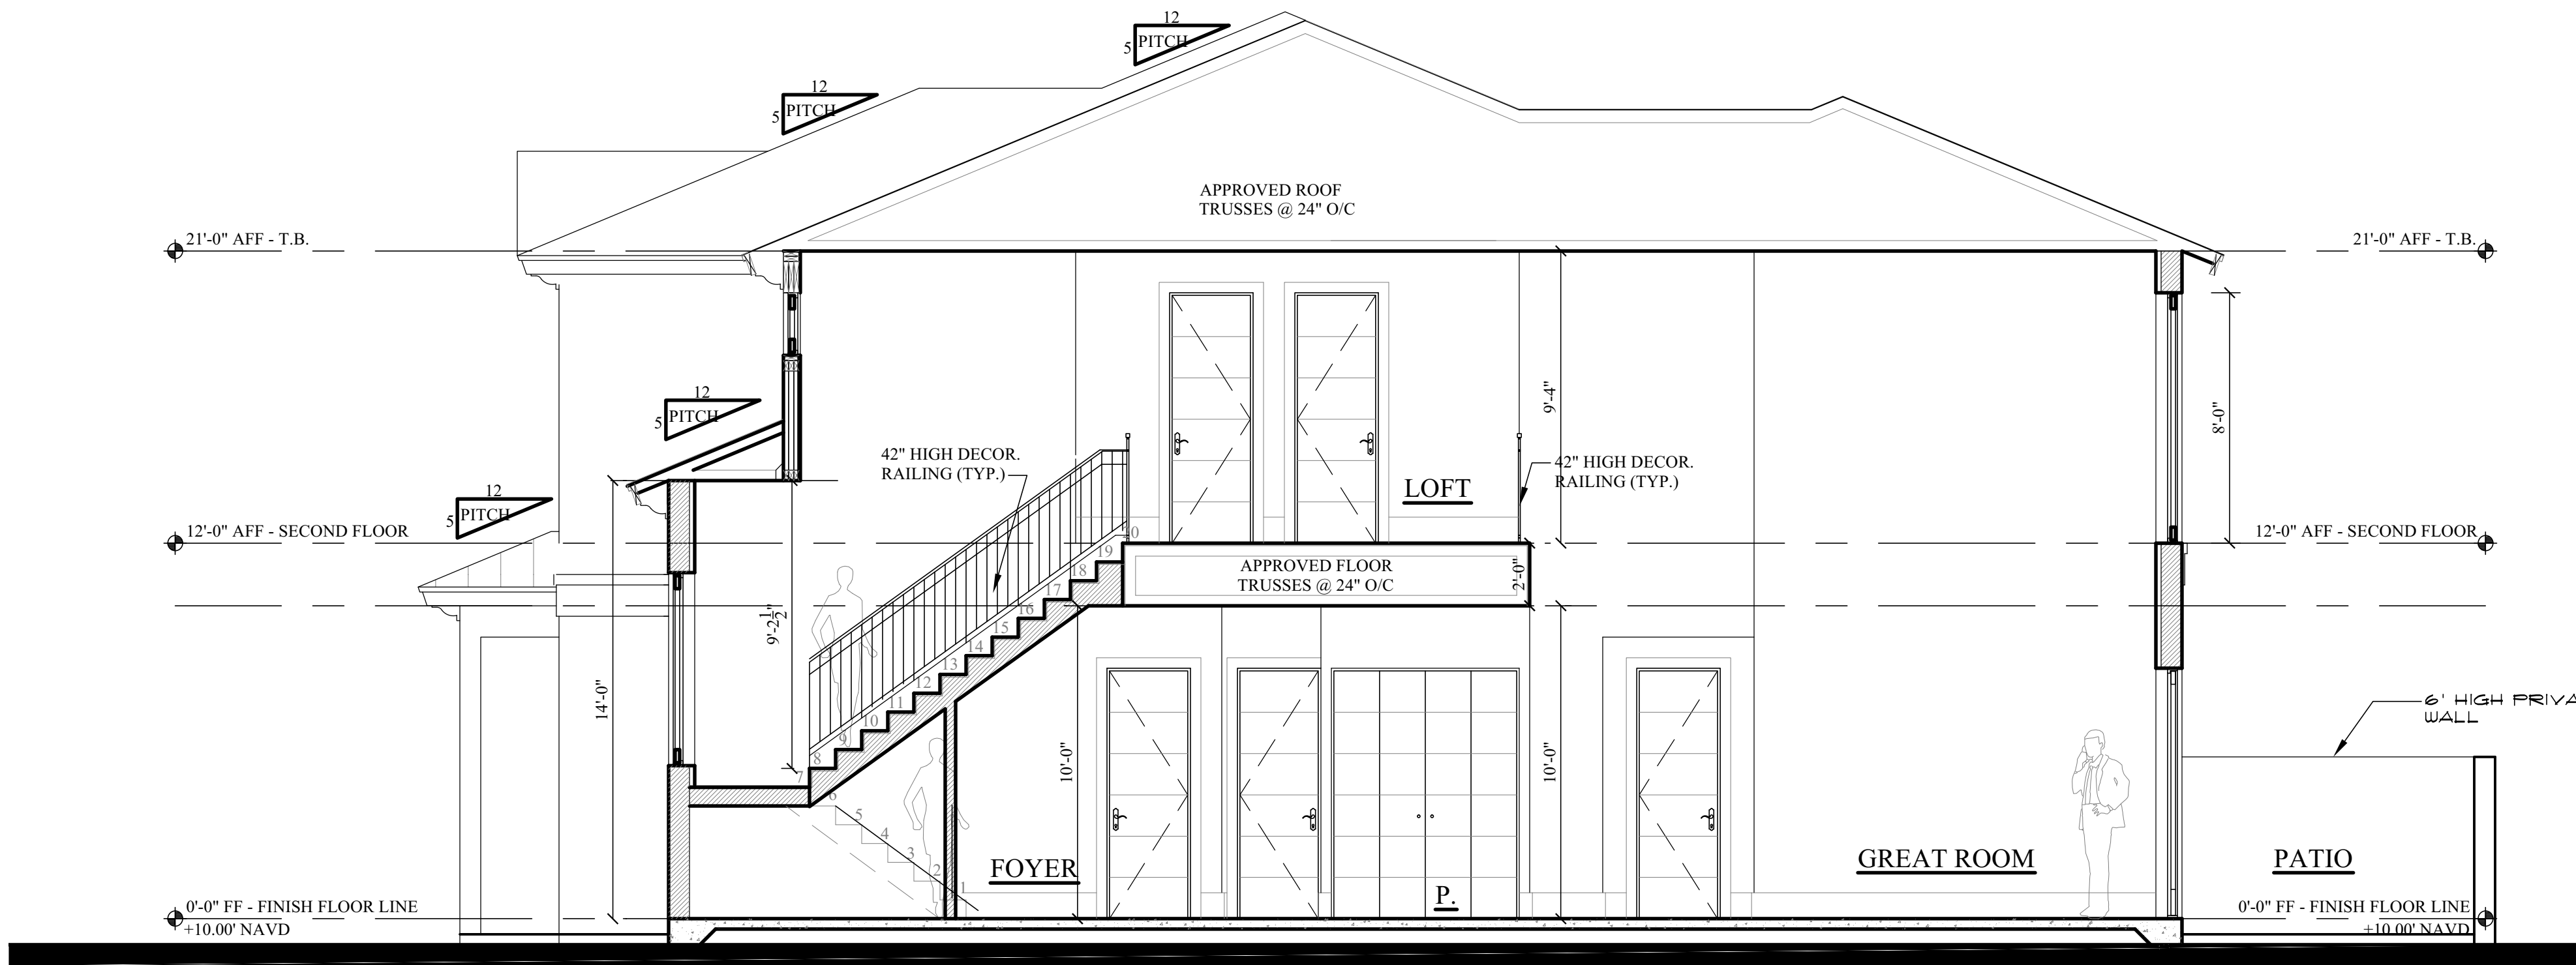 12
5 PITCH
12
5 PITCH
APPROVED ROOF
TRUSSES @ 24" O/C
21'-0" AFF - T.B.
21'-0" AFF - T.B.
12
5 PITCH
9'-4"
8'-0"
42" HIGH DECOR.
RAILING (TYP.)
42" HIGH DECOR.
RAILING (TYP.)
LOFT
12
5 PITCH
12'-0" AFF - SECOND FLOOR
12'-0" AFF - SECOND FLOOR
APPROVED FLOOR
TRUSSES @ 24" O/C
2'-0"
20
19
18
17
16
15
14
13
12
11
10
9
8
7
6
5
4
3
2
1
9'-2 1/2"
14'-0"
10'-0"
10'-0"
6' HIGH PRIVA
WALL
FOYER
P.
GREAT ROOM
PATIO
0'-0" FF - FINISH FLOOR LINE
+10.00' NAVD
0'-0" FF - FINISH FLOOR LINE
+10.00' NAVD